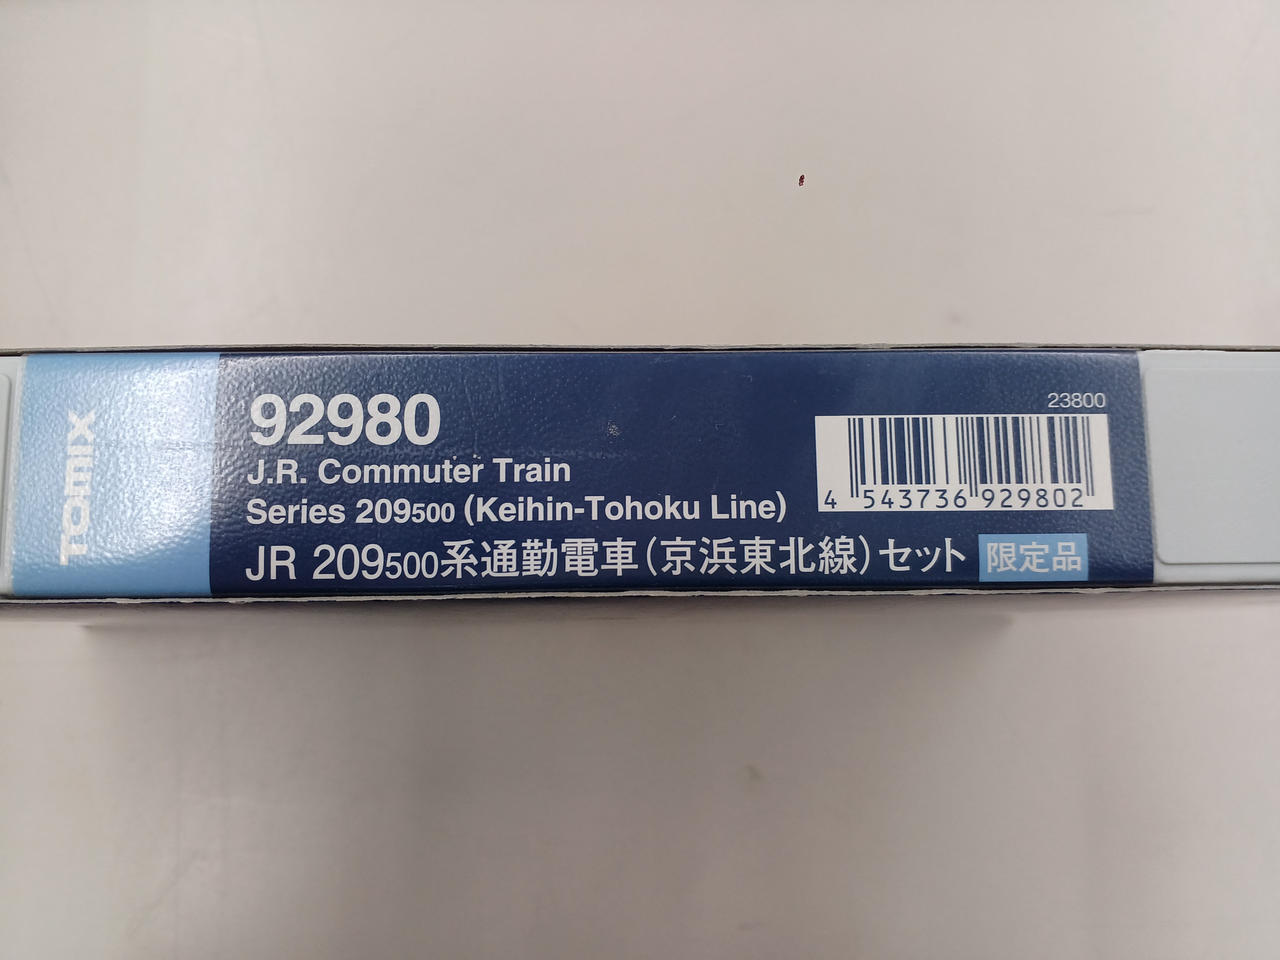 TOMIX
92980
J.R. Commuter Train
Series 209500 (Keihin-Tohoku Line)
JR 209500系通勤電車(京浜東北線)セット 限定品
23800
4 543736 929802